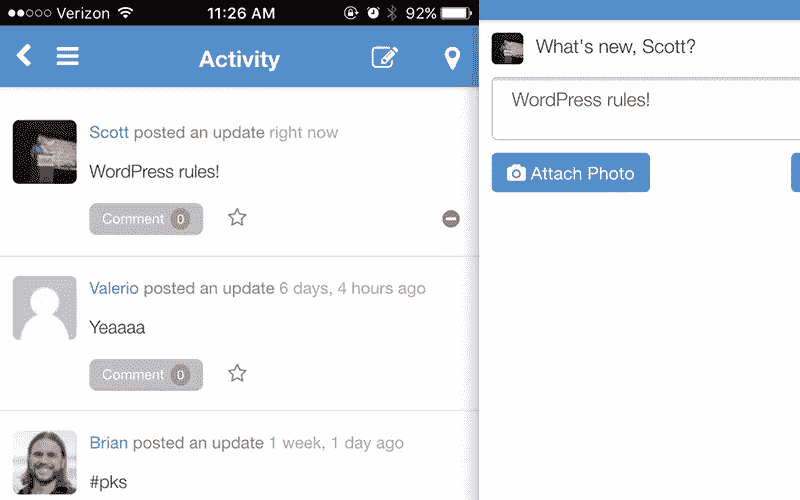 Verizon 11:26 AM 92%
Activity
Scott posted an update right now
WordPress rules!
Comment 0
Valerio posted an update 6 days, 4 hours ago
Yeaaaa
Comment 0
Brian posted an update 1 week, 1 day ago
#pks
What's new, Scott?
WordPress rules!
Attach Photo